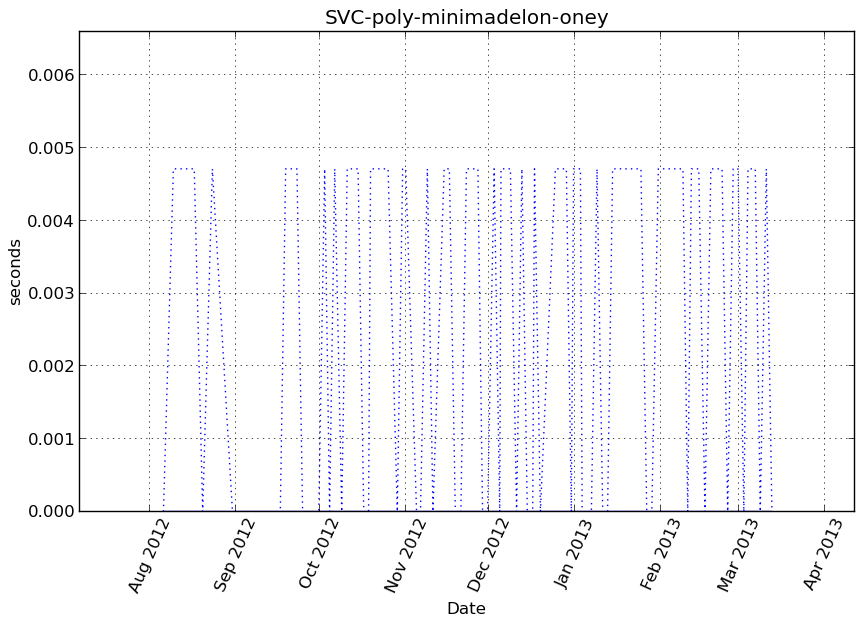 SVC-poly-minimadelon-oney
0.006
0.005
0.004
0.003
0.002
0.001
0.000
seconds
Aug 2012
Sep 2012
Oct 2012
Nov 2012
Dec 2012
Jan 2013
Feb 2013
Mar 2013
Apr 2013
Date